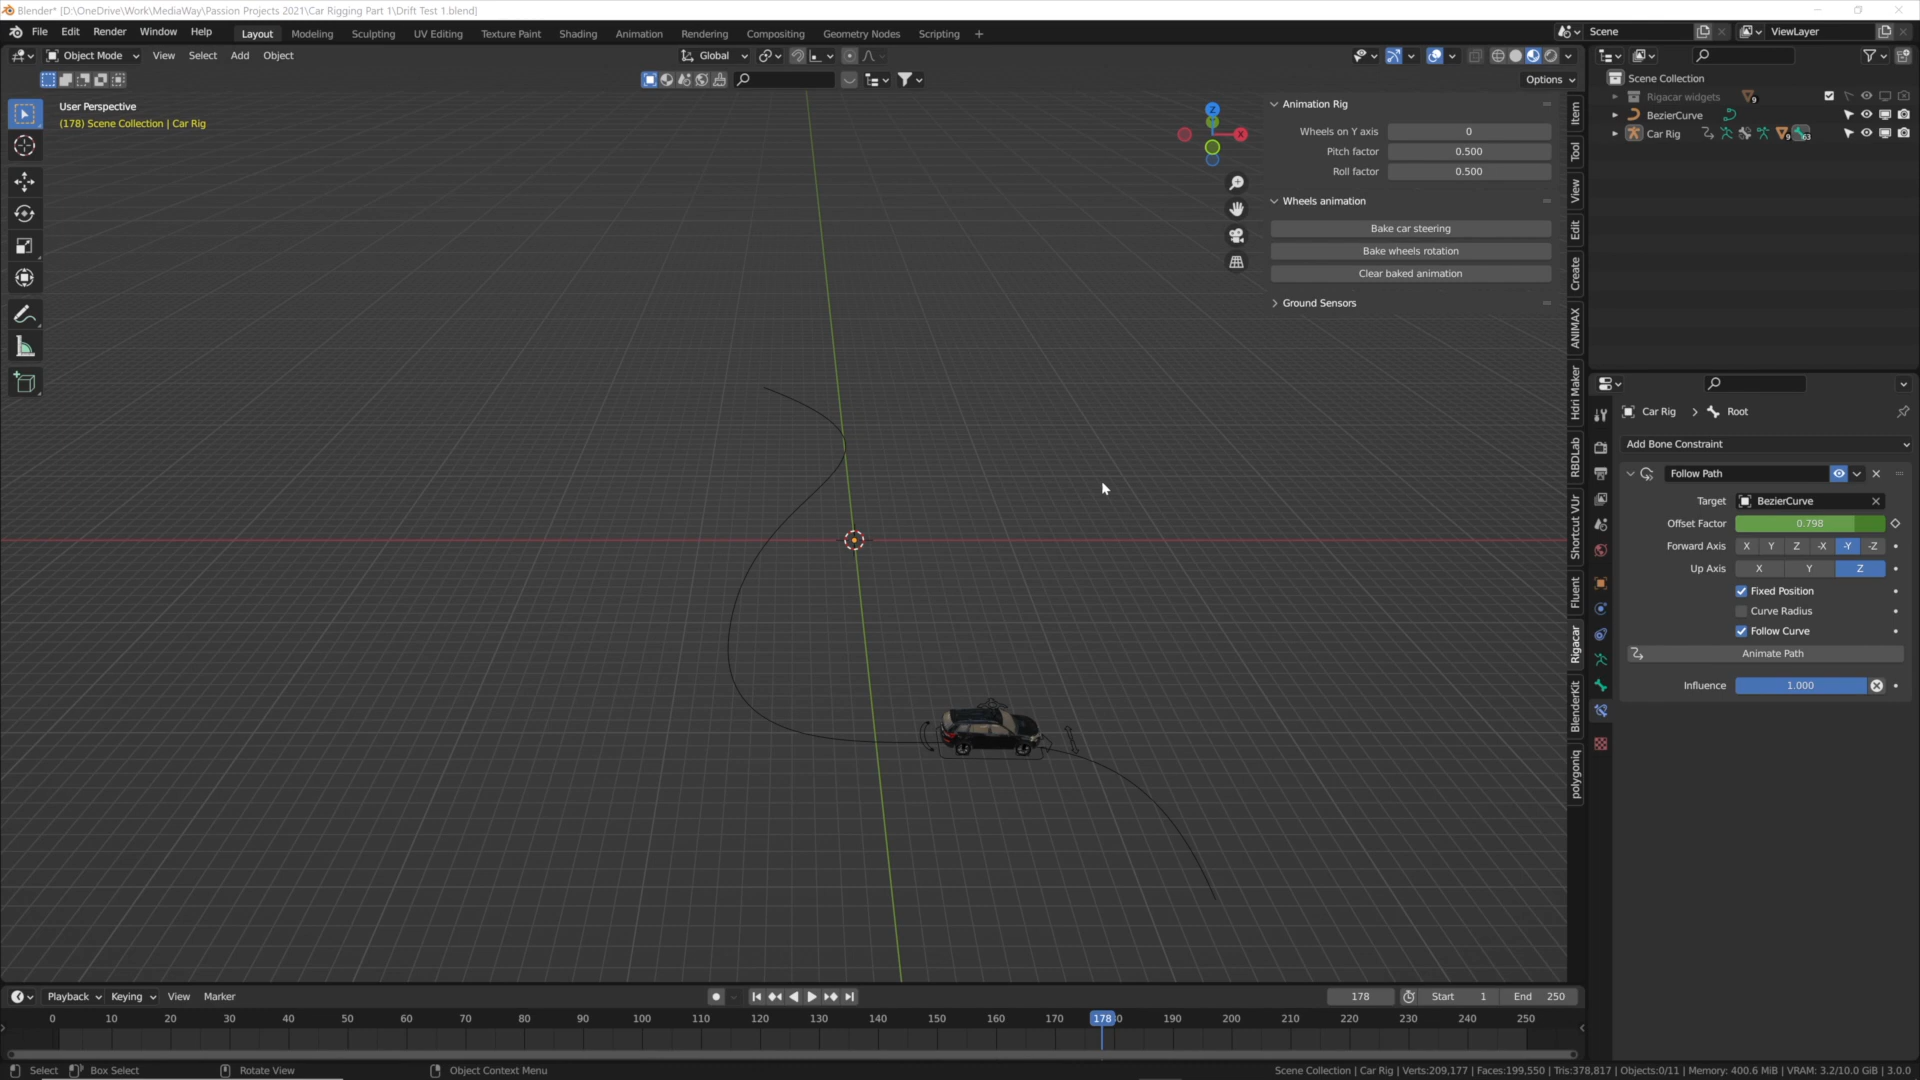 Blender* [D:\OneDrive\Work\MediaWay\Passion Projects 2021\Car Rigging Part 1\Drift Test 1.blend]
File Edit Render Window Help Layout Modeling Sculpting UV Editing Texture Paint Shading Animation Rendering Compositing Geometry Nodes Scripting +
Scene
ViewLayer
Object Mode View Select Add Object
Global
Options
User Perspective
(178) Scene Collection | Car Rig
Z
X
Animation Rig
Wheels on Y axis 0
Pitch factor 0.500
Roll factor 0.500
Wheels animation
Bake car steering
Bake wheels rotation
Clear baked animation
Ground Sensors
Item
Tool
View
Edit
Create
ANIMAX
Hdri Maker
RBDLab
Shortcut VUr
Fluent
Rigacar
BlenderKit
polygoniq
Scene Collection
Rigacar widgets 9
BezierCurve
Car Rig 9 63
Car Rig > Root
Add Bone Constraint
Follow Path
Target BezierCurve
Offset Factor 0.798
Forward Axis X Y Z -X -Y -Z
Up Axis X Y Z
Fixed Position
Curve Radius
Follow Curve
Animate Path
Influence 1.000
Playback Keying View Marker
178 Start 1 End 250
0 10 20 30 40 50 60 70 80 90 100 110 120 130 140 150 160 170 178 190 200 210 220 230 240 250
Select Box Select Rotate View Object Context Menu
Scene Collection | Car Rig | Verts:209,177 | Faces:199,550 | Tris:378,817 | Objects:0/11 | Memory: 400.6 MiB | VRAM: 3.2/10.0 GiB | 3.0.0